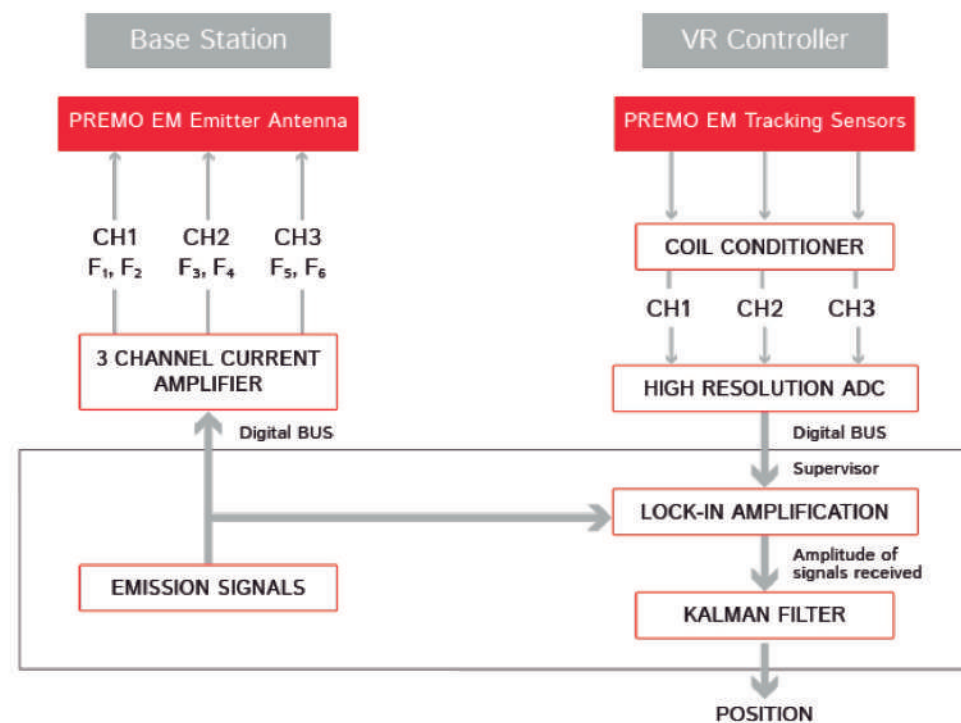 Base Station
VR Controller
PREMO EM Emitter Antenna
PREMO EM Tracking Sensors
CH1 CH2 CH3
F₁, F₂ F₃, F₄ F₅, F₆
COIL CONDITIONER
CH1 CH2 CH3
3 CHANNEL CURRENT
AMPLIFIER
HIGH RESOLUTION ADC
Digital BUS
Digital BUS
Supervisor
LOCK-IN AMPLIFICATION
Amplitude of
signals received
EMISSION SIGNALS
KALMAN FILTER
POSITION